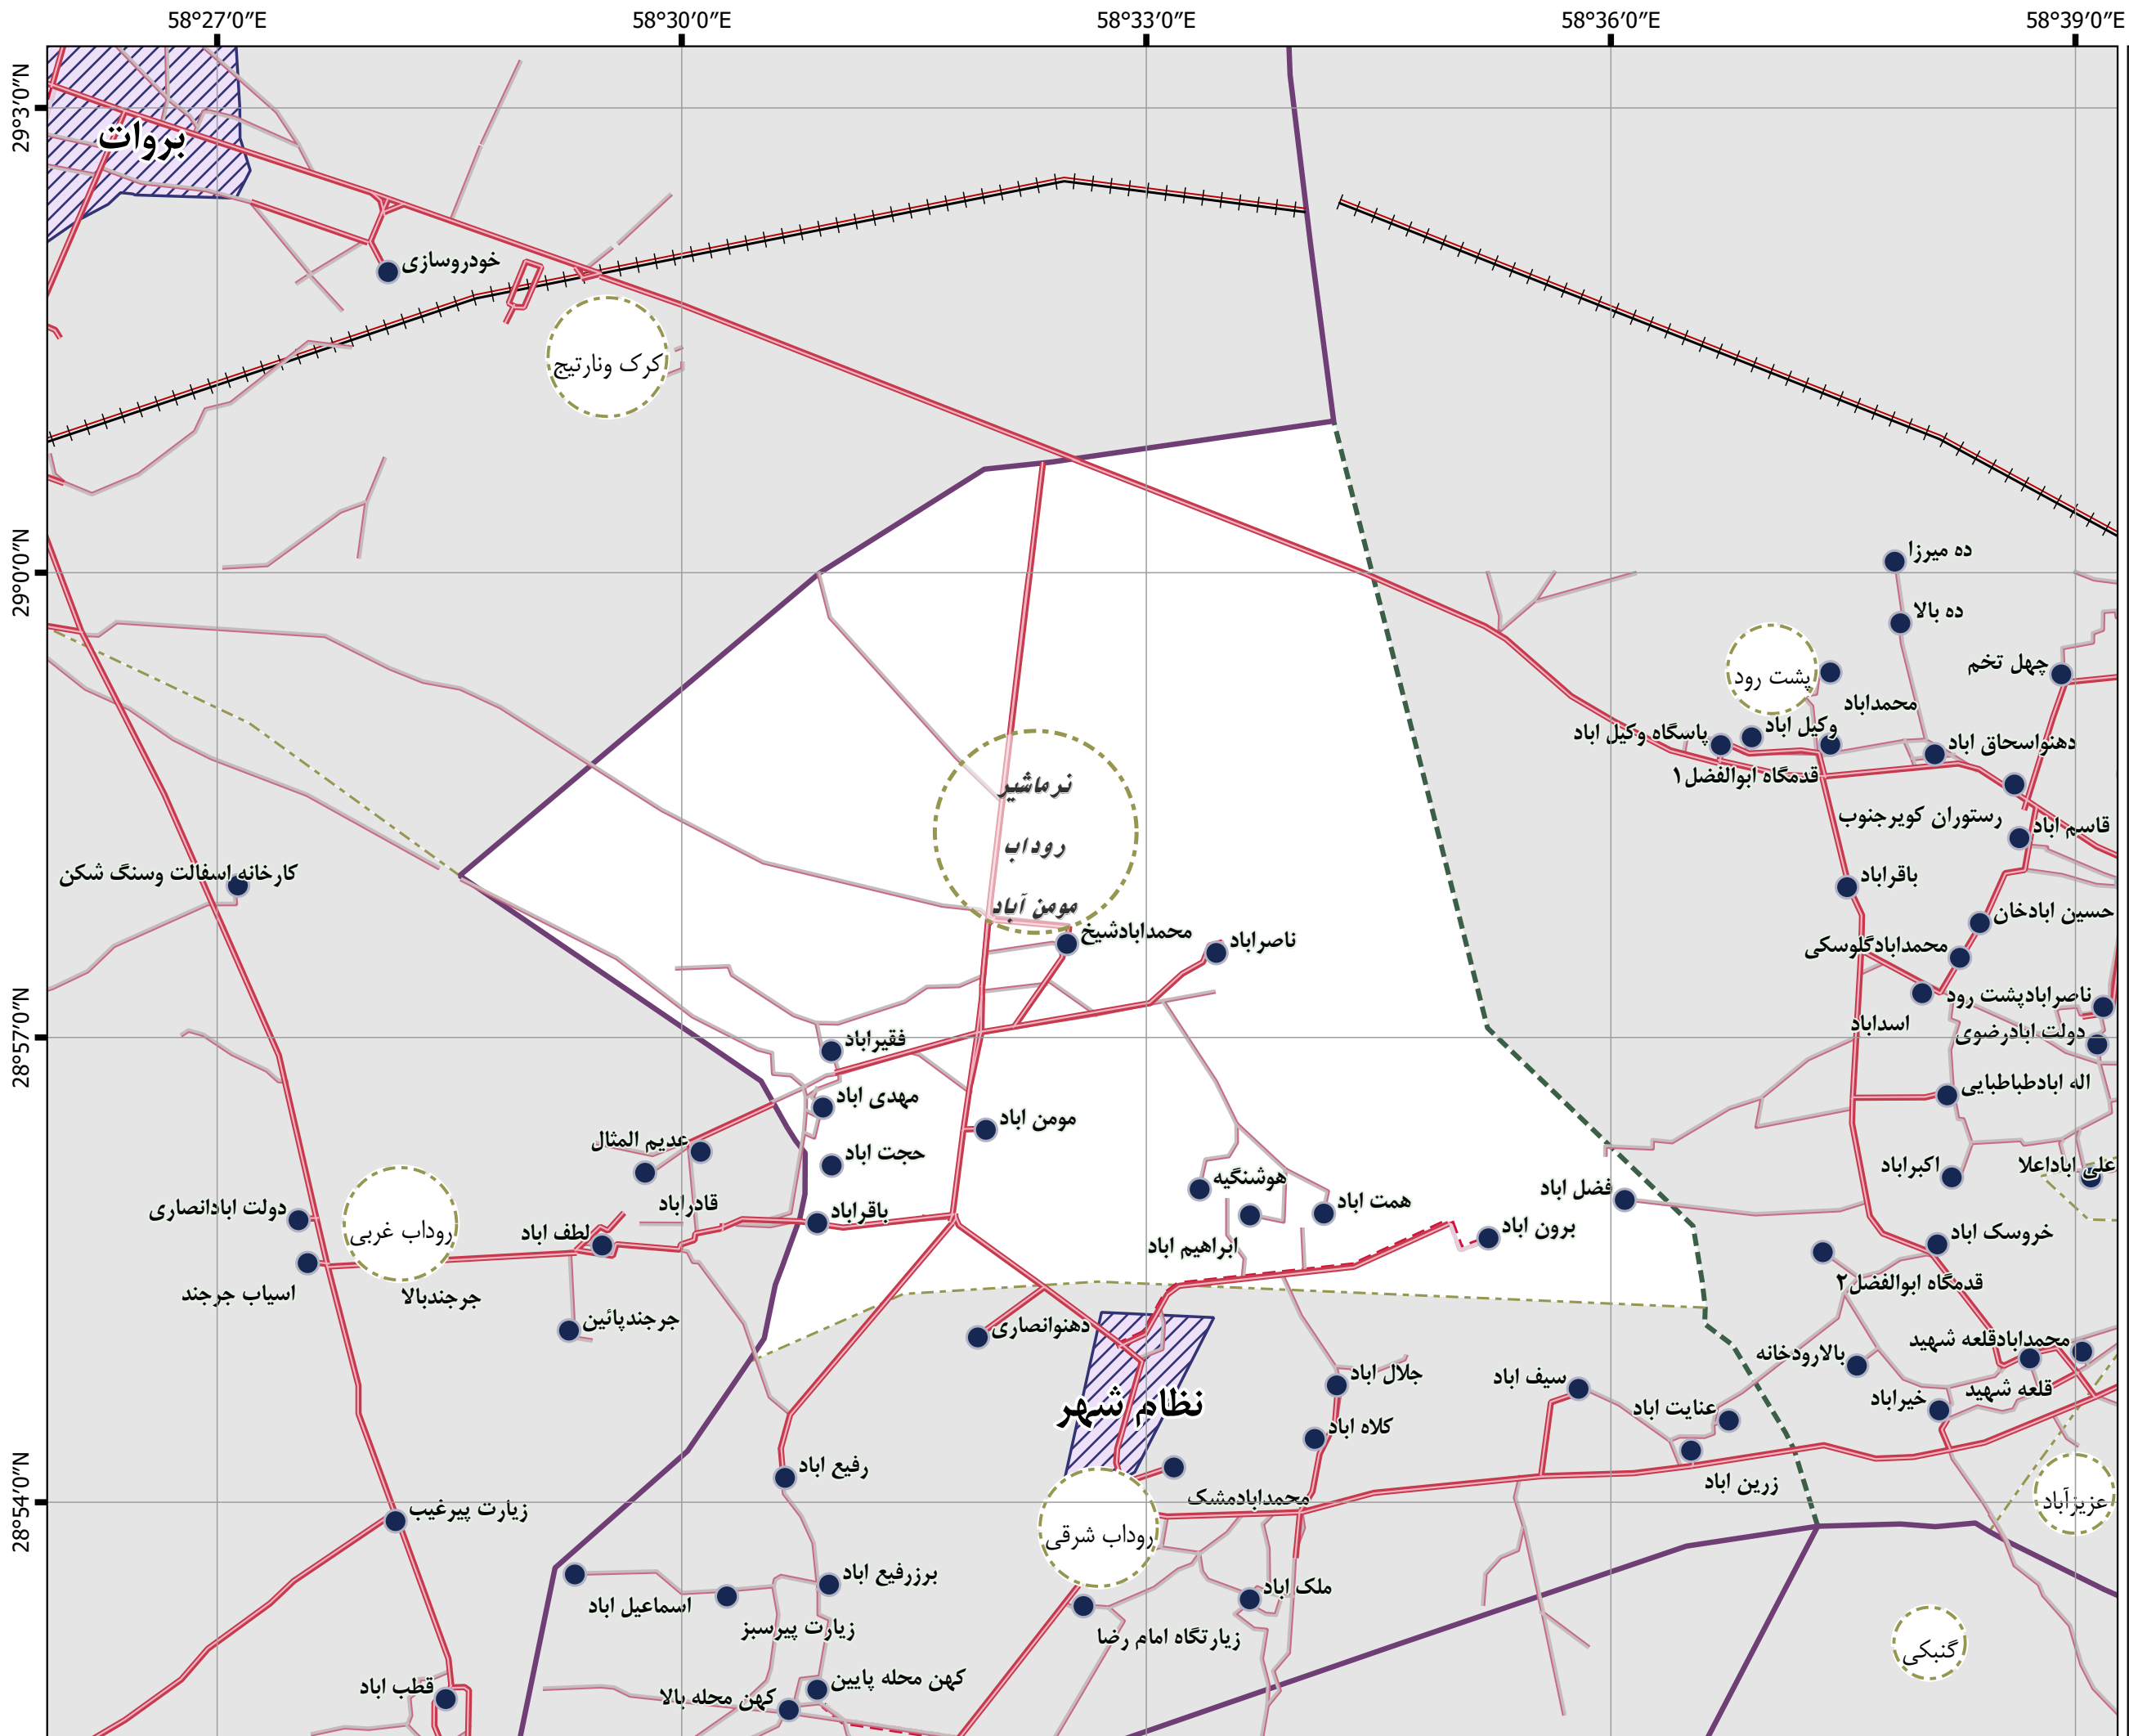 58°27'0"E
58°30'0"E
58°33'0"E
58°36'0"E
58°39'0"E
29°3'0"N
29°0'0"N
28°57'0"N
28°54'0"N
بروات
خودروسازی
کرک ونارتیج
ده میرزا
ده بالا
پشت رود
چهل تخم
محمداباد
وکیل اباد
پاسگاه وکیل اباد
دهنواسحاق اباد
قدمگاه ابوالفضل۱
نرماشیر
روداب
مومن آباد
رستوران کویرجنوب
قاسم اباد
کارخانه اسفالت وسنگ شکن
باقراباد
حسین ابادخان
محمدابادشیخ
ناصراباد
محمدابادگلوسکی
ناصرابادپشت رود
اسداباد
دولت ابادرضوی
فقیراباد
اله ابادطباطبایی
مهدی اباد
مومن اباد
عدیم المثال
حجت اباد
اکبراباد
علی اباداعلا
هوشنگیه
فضل اباد
قادراباد
همت اباد
دولت ابادانصاری
باقراباد
روداب غربی
لطف اباد
برون اباد
خروسک اباد
ابراهیم اباد
قدمگاه ابوالفضل۲
اسیاب جرجند
جرجندبالا
جرجندپائین
دهنوانصاری
محمدابادقلعه شهید
بالارودخانه
جلال اباد
سیف اباد
قلعه شهید
نظام شهر
عنایت اباد
خیراباد
کلاه اباد
رفیع اباد
زرین اباد
محمدابادمشک
عزیزآباد
زیارت پیرغیب
روداب شرقی
برزرفیع اباد
ملک اباد
اسماعیل اباد
زیارت پیرسبز
زیارتگاه امام رضا
گنبکی
کهن محله پایین
قطب اباد
کهن محله بالا